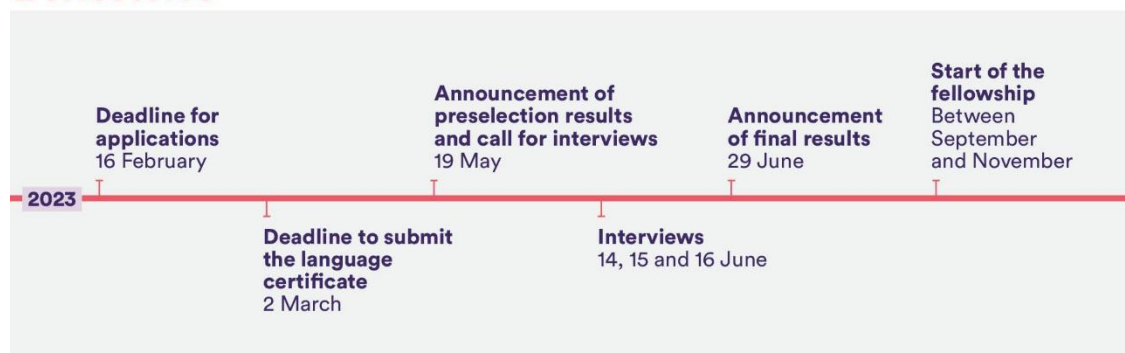 Deadline for
applications
16 February
Announcement of
preselection results
and call for interviews
19 May
Announcement
of final results
29 June
Start of the
fellowship
Between
September
and November
2023
Deadline to submit
the language
certificate
2 March
Interviews
14, 15 and 16 June